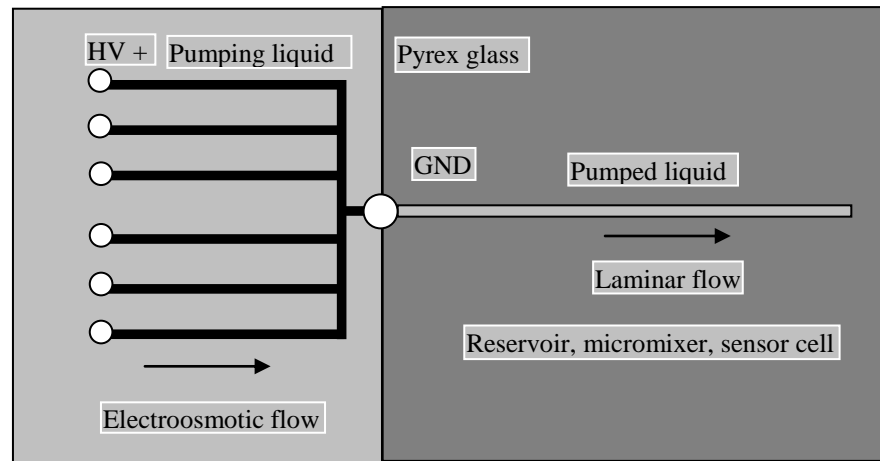 HV +
Pumping liquid
Pyrex glass
GND
Pumped liquid
Laminar flow
Reservoir, micromixer, sensor cell
Electroosmotic flow